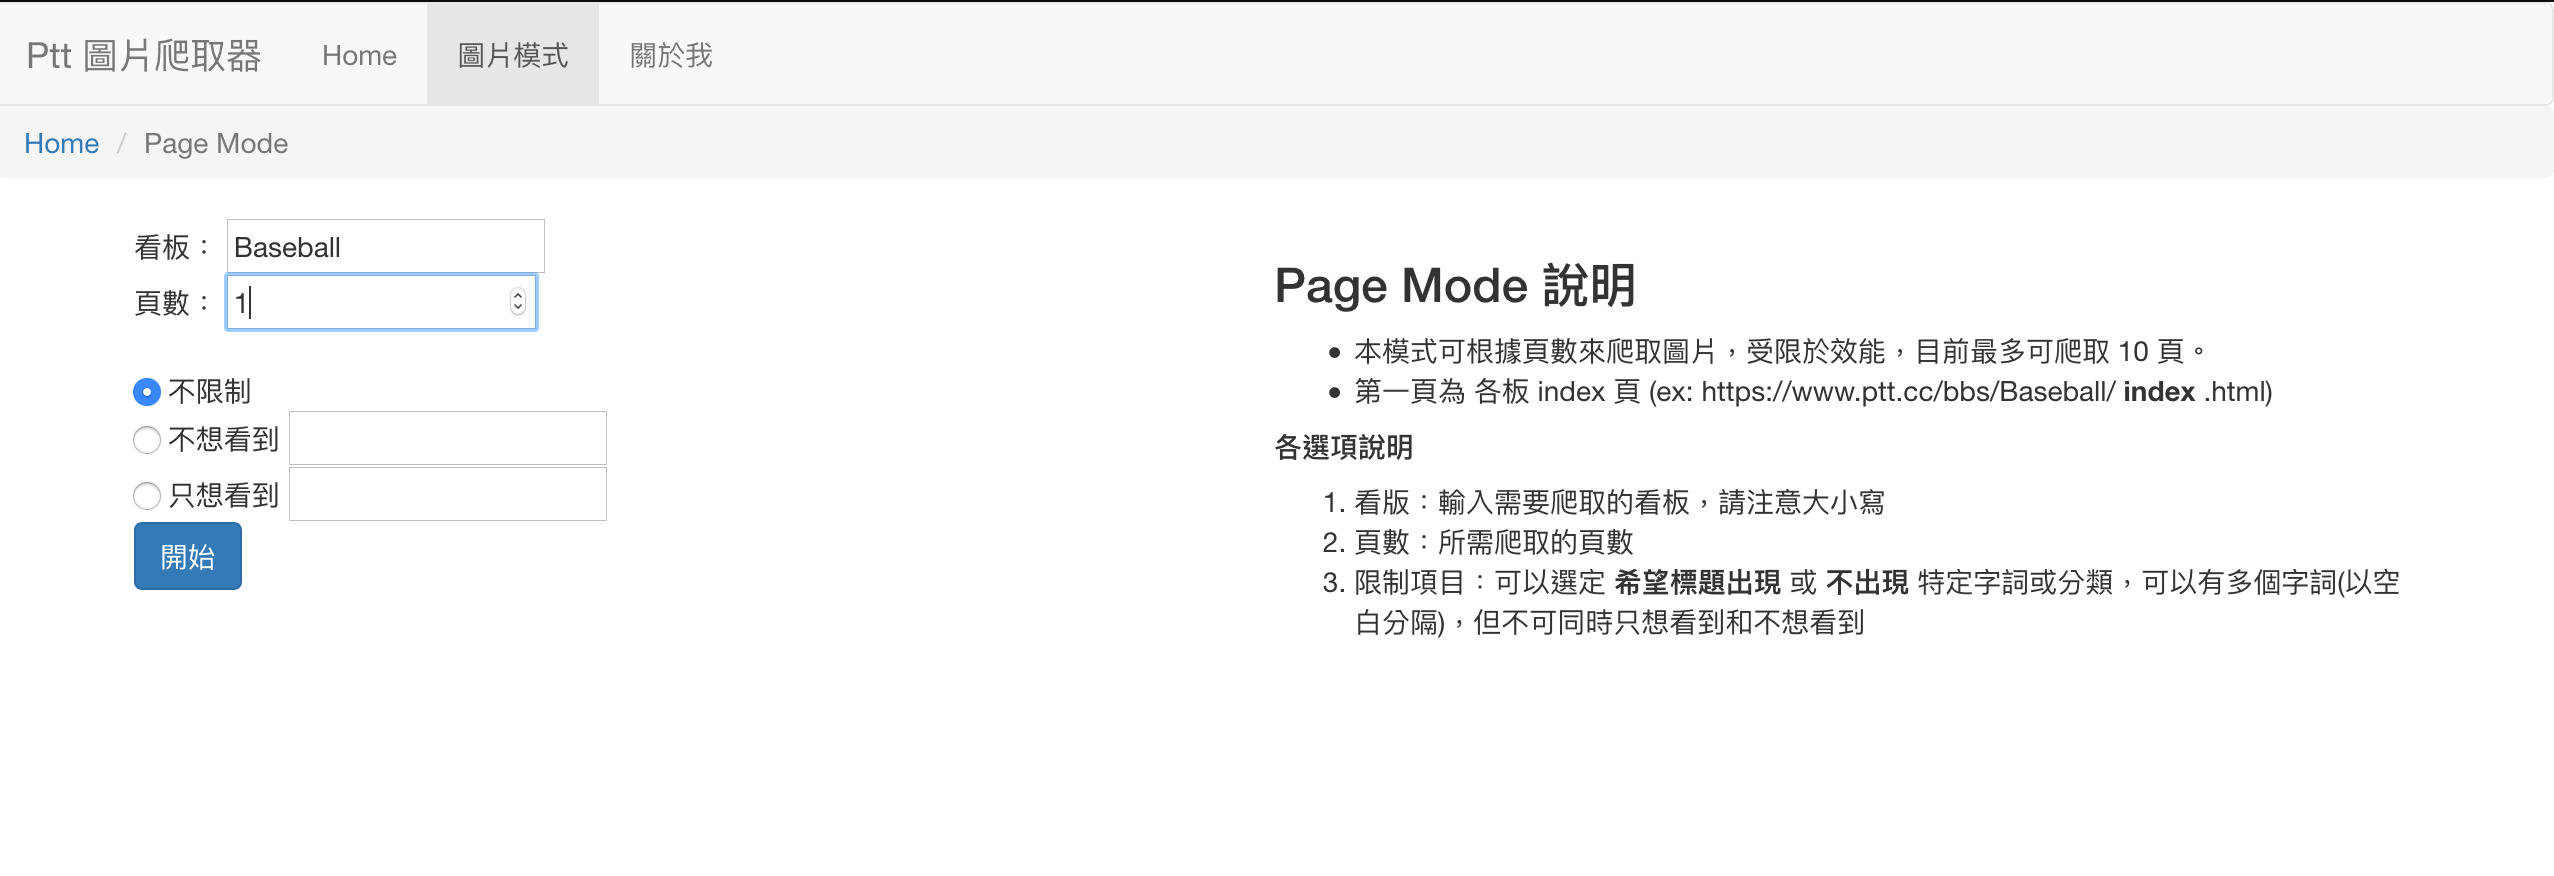 Ptt 圖片爬取器 Home 圖片模式 關於我
Home / Page Mode
看板： Baseball
頁數： 1
不限制
不想看到
只想看到
開始
Page Mode 說明
本模式可根據頁數來爬取圖片，受限於效能，目前最多可爬取 10 頁。
第一頁為 各板 index 頁 (ex: https://www.ptt.cc/bbs/Baseball/ index .html)
各選項說明
1. 看版：輸入需要爬取的看板，請注意大小寫
2. 頁數：所需爬取的頁數
3. 限制項目：可以選定 希望標題出現 或 不出現 特定字詞或分類，可以有多個字詞(以空
白分隔)，但不可同時只想看到和不想看到